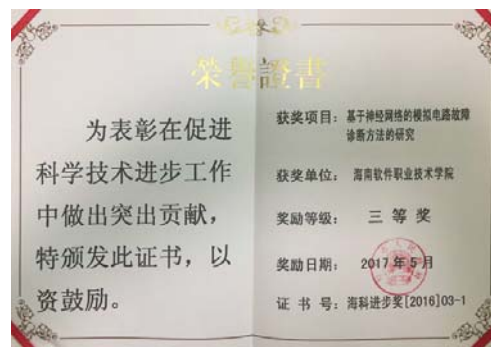 荣誉證書
为表彰在促进
科学技术进步工作
中做出突出贡献，
特颁发此证书，以
资鼓励。
获奖项目：基于神经网络的模拟电路故障
诊断方法的研究
获奖单位：海南软件职业技术学院
奖励等级：三等奖
奖励日期：2017年5月
证书号：海科进步奖[2016]03-1